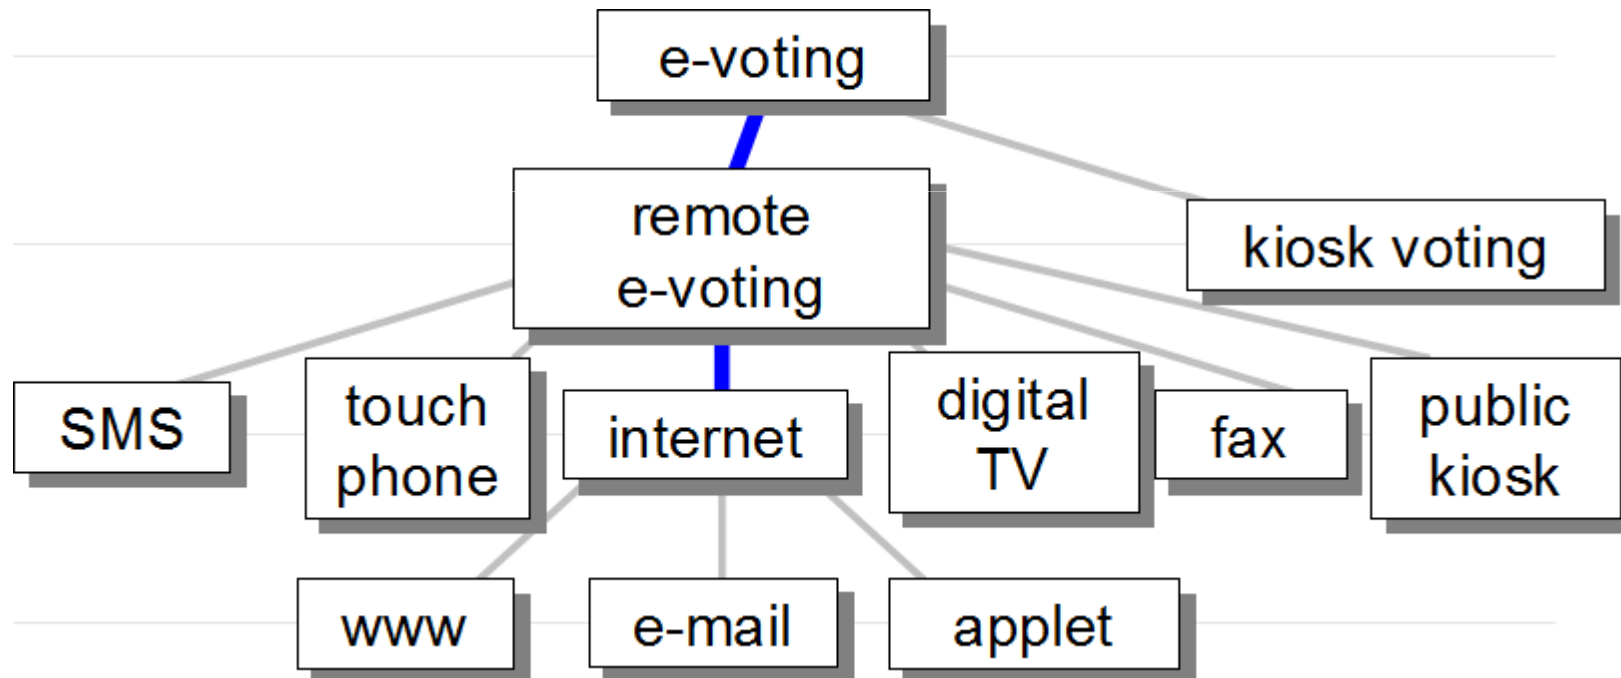 e-voting
remote
e-voting
kiosk voting
SMS
touch
phone
internet
digital
TV
fax
public
kiosk
www
e-mail
applet